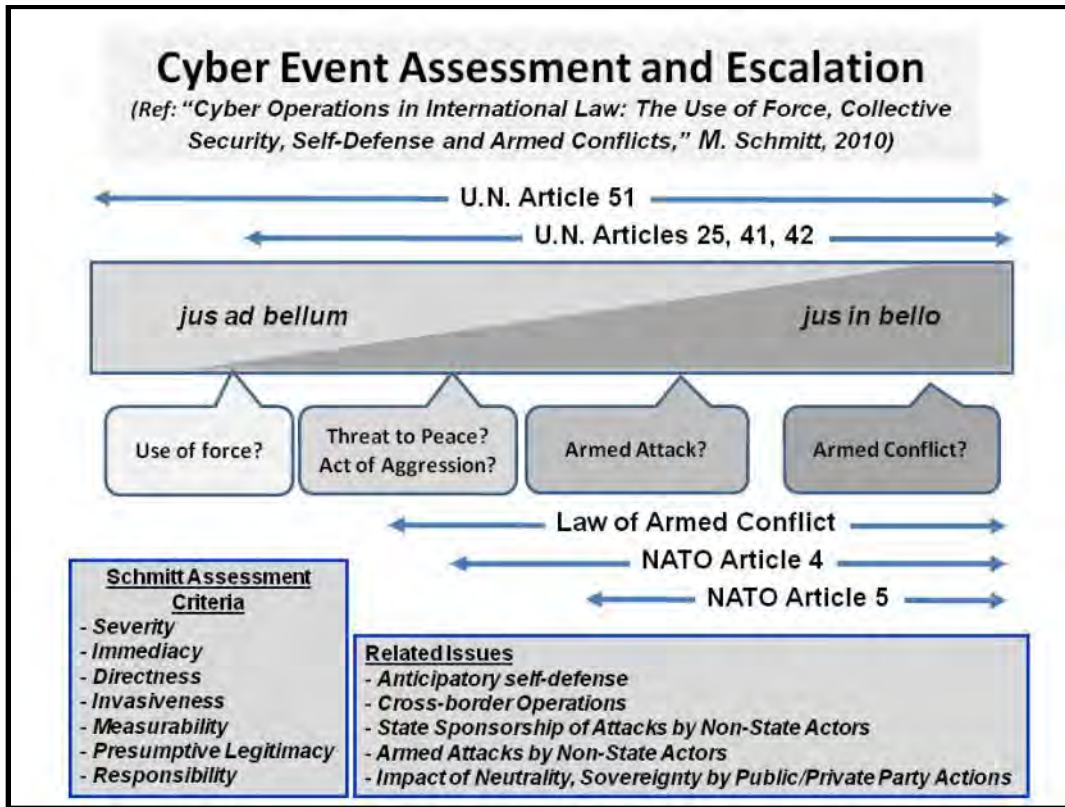 Cyber Event Assessment and Escalation
(Ref: “Cyber Operations in International Law: The Use of Force, Collective
Security, Self-Defense and Armed Conflicts,” M. Schmitt, 2010)
U.N. Article 51
U.N. Articles 25, 41, 42
jus ad bellum
jus in bello
Use of force?
Threat to Peace?
Act of Aggression?
Armed Attack?
Armed Conflict?
Law of Armed Conflict
NATO Article 4
NATO Article 5
Schmitt Assessment
Criteria
- Severity
- Immediacy
- Directness
- Invasiveness
- Measurability
- Presumptive Legitimacy
- Responsibility
Related Issues
- Anticipatory self-defense
- Cross-border Operations
- State Sponsorship of Attacks by Non-State Actors
- Armed Attacks by Non-State Actors
- Impact of Neutrality, Sovereignty by Public/Private Party Actions